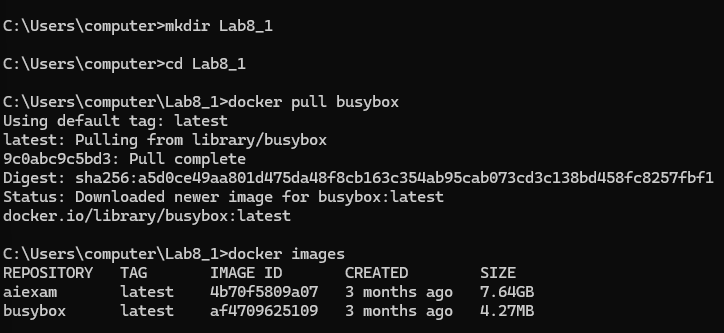 C:\Users\computer>mkdir Lab8_1
C:\Users\computer>cd Lab8_1
C:\Users\computer\Lab8_1>docker pull busybox
Using default tag: latest
latest: Pulling from library/busybox
9c0abc9c5bd3: Pull complete
Digest: sha256:a5d0ce49aa801d475da48f8cb163c354ab95cab073cd3c138bd458fc8257fbf1
Status: Downloaded newer image for busybox:latest
docker.io/library/busybox:latest
C:\Users\computer\Lab8_1>docker images
REPOSITORY   TAG       IMAGE ID       CREATED        SIZE
aiexam       latest    4b70f5809a07   3 months ago   7.64GB
busybox      latest    af4709625109   3 months ago   4.27MB